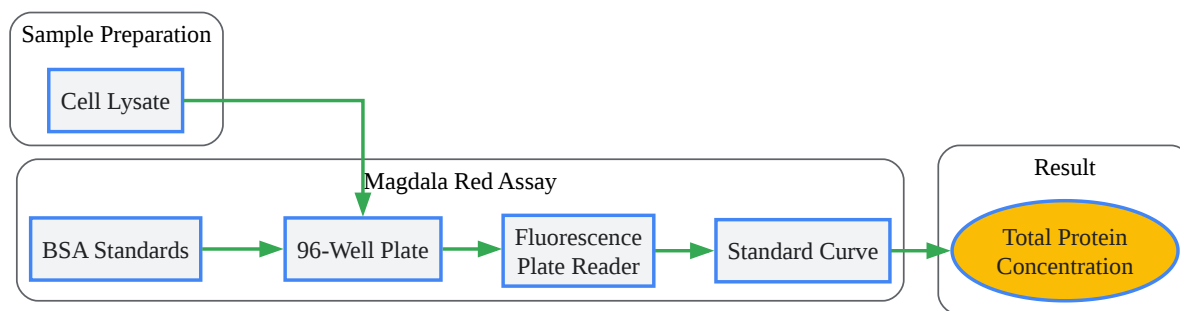 Sample Preparation
Cell Lysate
Magdala Red Assay
BSA Standards
96-Well Plate
Fluorescence
Plate Reader
Standard Curve
Result
Total Protein
Concentration